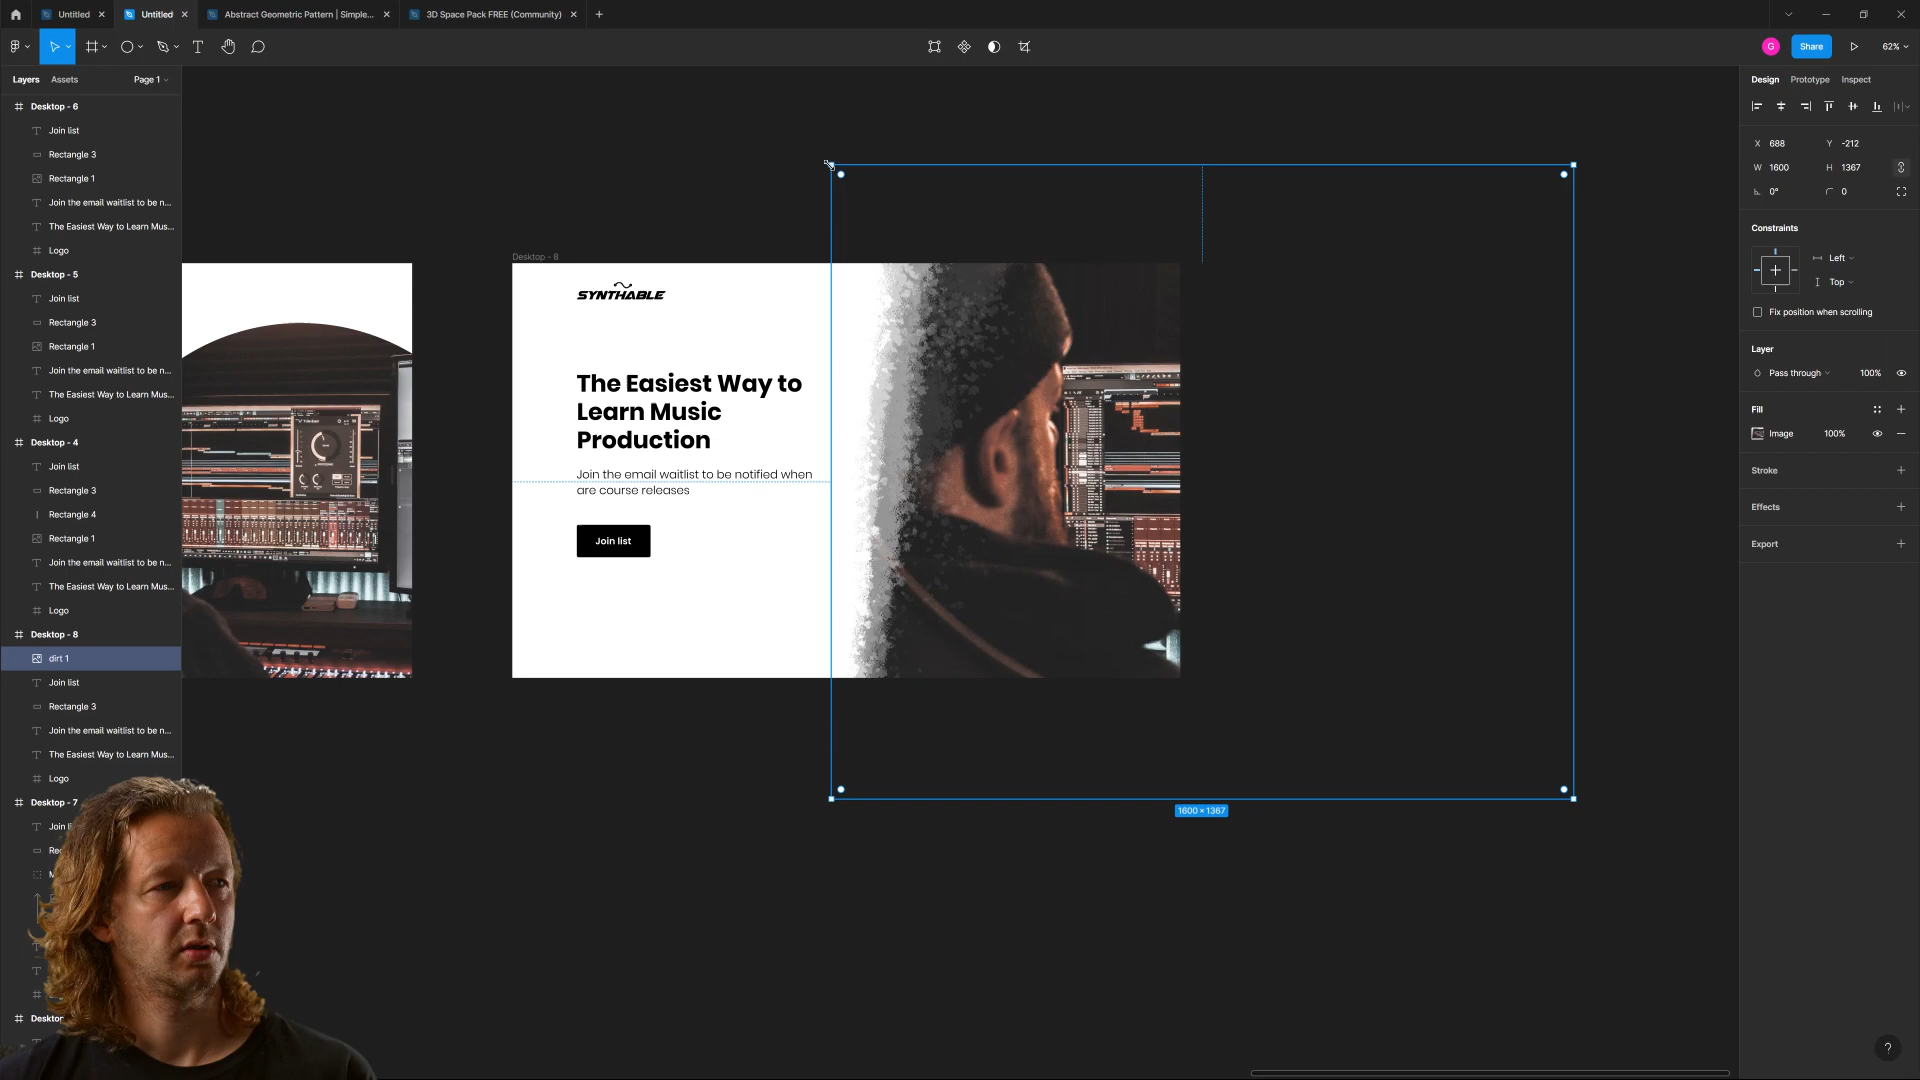 Untitled
Untitled
Abstract Geometric Pattern | Simple...
3D Space Pack FREE (Community)
G
Share
62%
Layers
Assets
Page 1
Desktop - 6
Join list
Rectangle 3
Rectangle 1
Join the email waitlist to be n...
The Easiest Way to Learn Mus...
Logo
Desktop - 5
Join list
Rectangle 3
Rectangle 1
Join the email waitlist to be n...
The Easiest Way to Learn Mus...
Logo
Desktop - 4
Join list
Rectangle 3
Rectangle 4
Rectangle 1
Join the email waitlist to be n...
The Easiest Way to Learn Mus...
Logo
Desktop - 8
dirt 1
Join list
Rectangle 3
Join the email waitlist to be n...
The Easiest Way to Learn Mus...
Logo
Desktop - 7
Desktop - 8
SYNTHABLE
The Easiest Way to
Learn Music
Production
Join the email waitlist to be notified when
are course releases
Join list
1600 × 1367
Design
Prototype
Inspect
X 688
Y -212
W 1600
H 1367
0°
0
Constraints
Left
Top
Fix position when scrolling
Layer
Pass through
100%
Fill
Image
100%
Stroke
Effects
Export
?